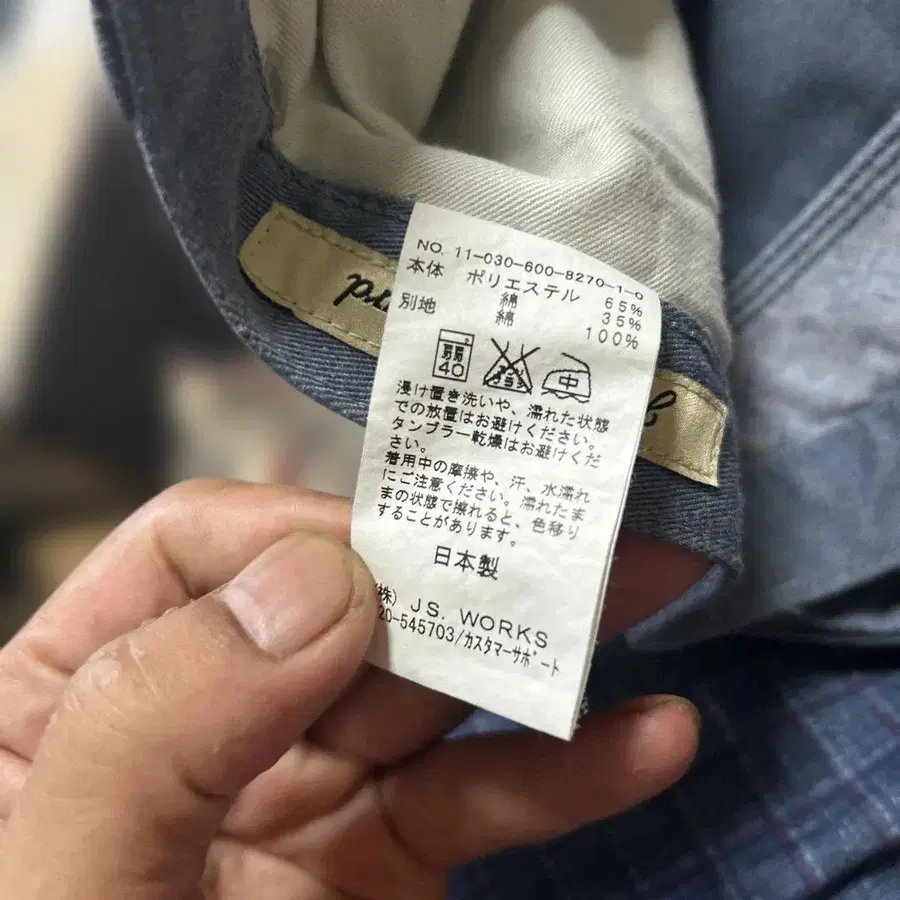 NO. 11-030-600-8270-1-0
本体 ポリエステル 65%
綿 35%
別地 綿 100%
40
中
浸け置き洗いや、濡れた状態
での放置はお避けください。
タンブラー乾燥はお避けくだ
さい。
着用中の摩擦や、汗、水濡れ
にご注意ください。濡れたま
まの状態で擦れると、色移り
することがあります。
日本製
(株) JS. WORKS
20-545703/カスタマーサポート